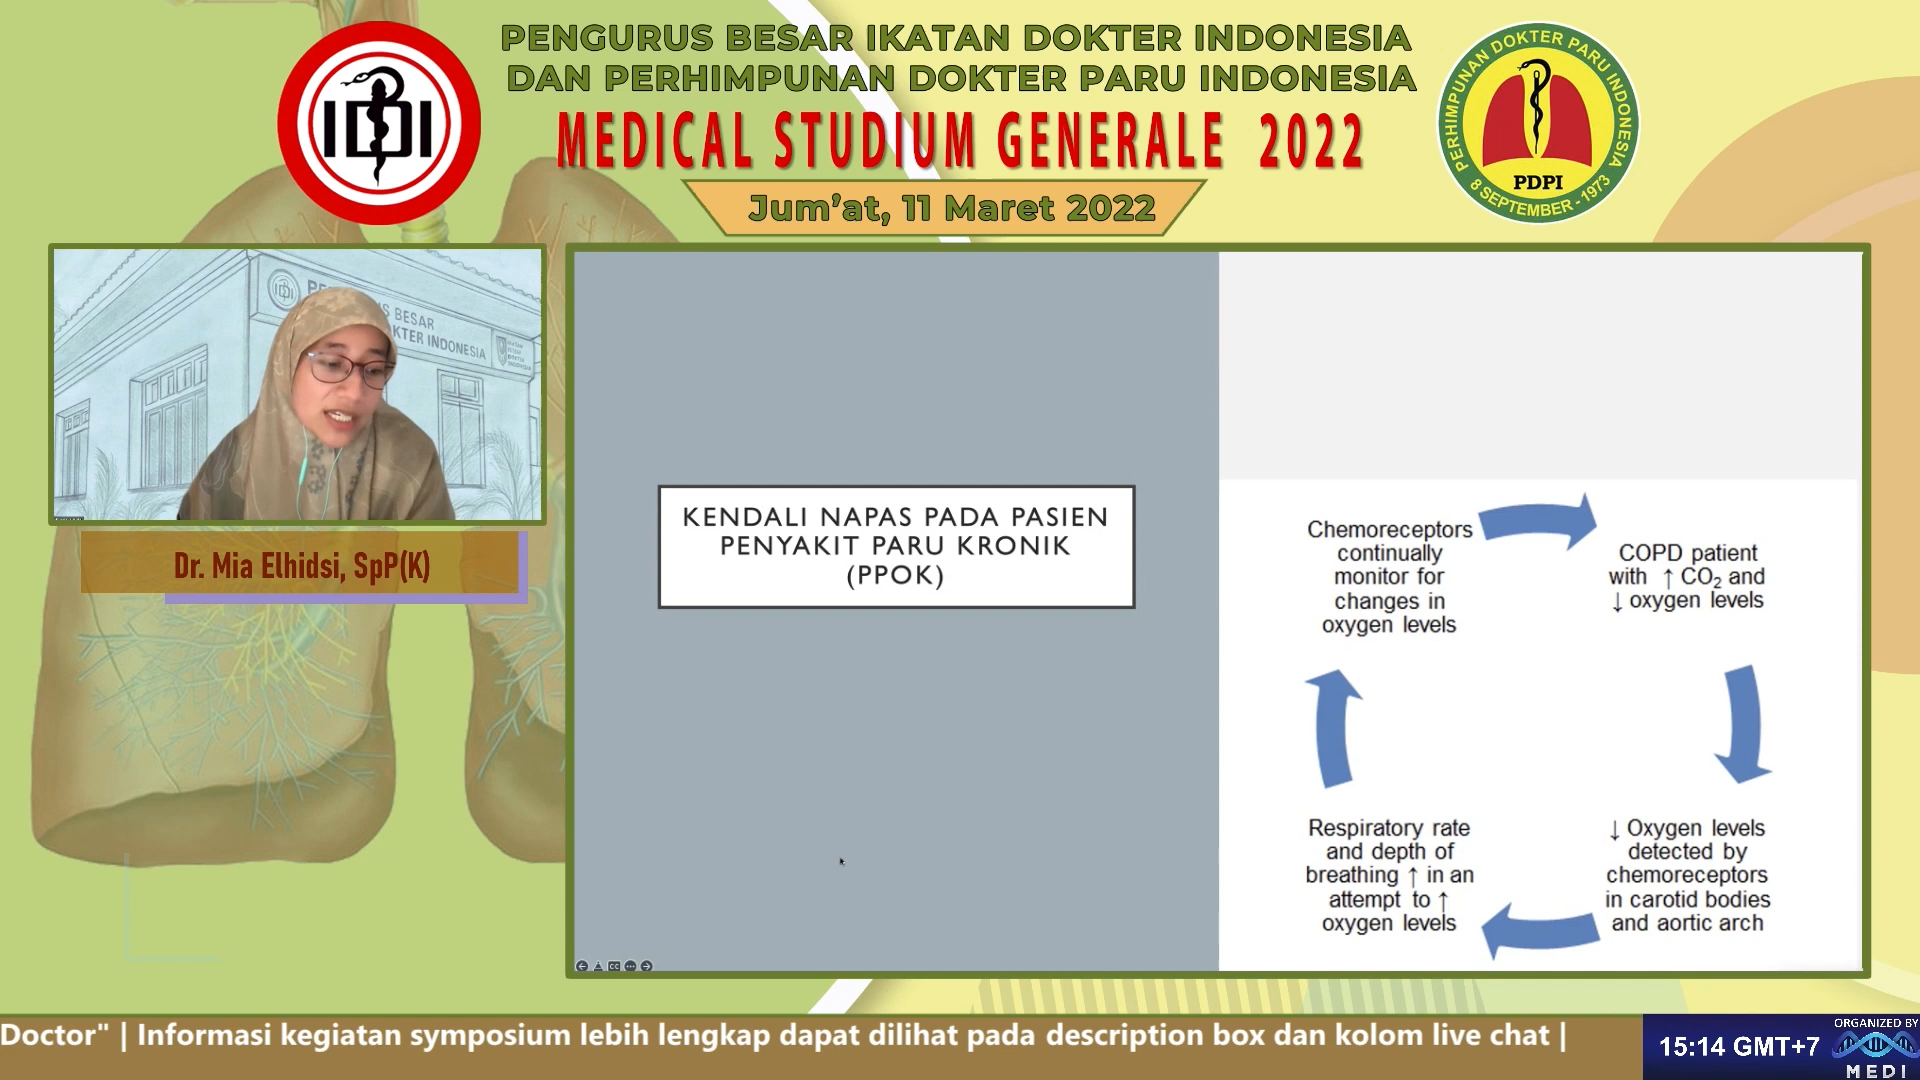 PENGURUS BESAR IKATAN DOKTER INDONESIA
DAN PERHIMPUNAN DOKTER PARU INDONESIA
MEDICAL STUDIUM GENERALE 2022
Jum'at, 11 Maret 2022
IDI
PERHIMPUNAN DOKTER PARU INDONESIA
PDPI
8 SEPTEMBER - 1973
S BESAR
KTER INDONESIA
Dr. Mia Elhidsi, SpP(K)
KENDALI NAPAS PADA PASIEN
PENYAKIT PARU KRONIK
(PPOK)
Chemoreceptors
continually
monitor for
changes in
oxygen levels
COPD patient
with ↑ CO₂ and
↓ oxygen levels
↓ Oxygen levels
detected by
chemoreceptors
in carotid bodies
and aortic arch
Respiratory rate
and depth of
breathing ↑ in an
attempt to ↑
oxygen levels
Doctor" | Informasi kegiatan symposium lebih lengkap dapat dilihat pada description box dan kolom live chat |
15:14 GMT+7
ORGANIZED BY
MEDI